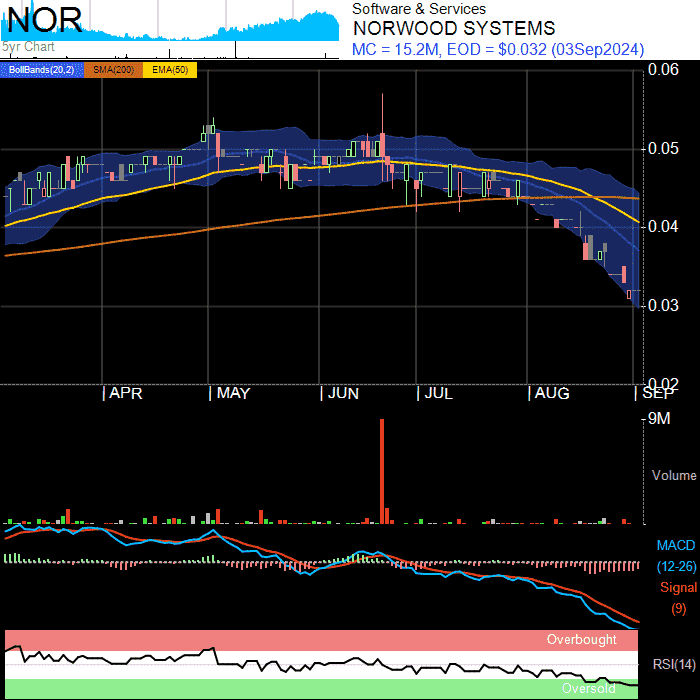 NOR
5yr Chart
Software & Services
NORWOOD SYSTEMS
MC = 15.2M, EOD = $0.032 (03Sep2024)
BollBands(20,2) SMA(200) EMA(50)
0.06
0.05
0.04
0.03
0.02
APR MAY JUN JUL AUG SEP
9M
Volume
MACD
(12-26)
Signal
(9)
Overbought
RSI(14)
Oversold